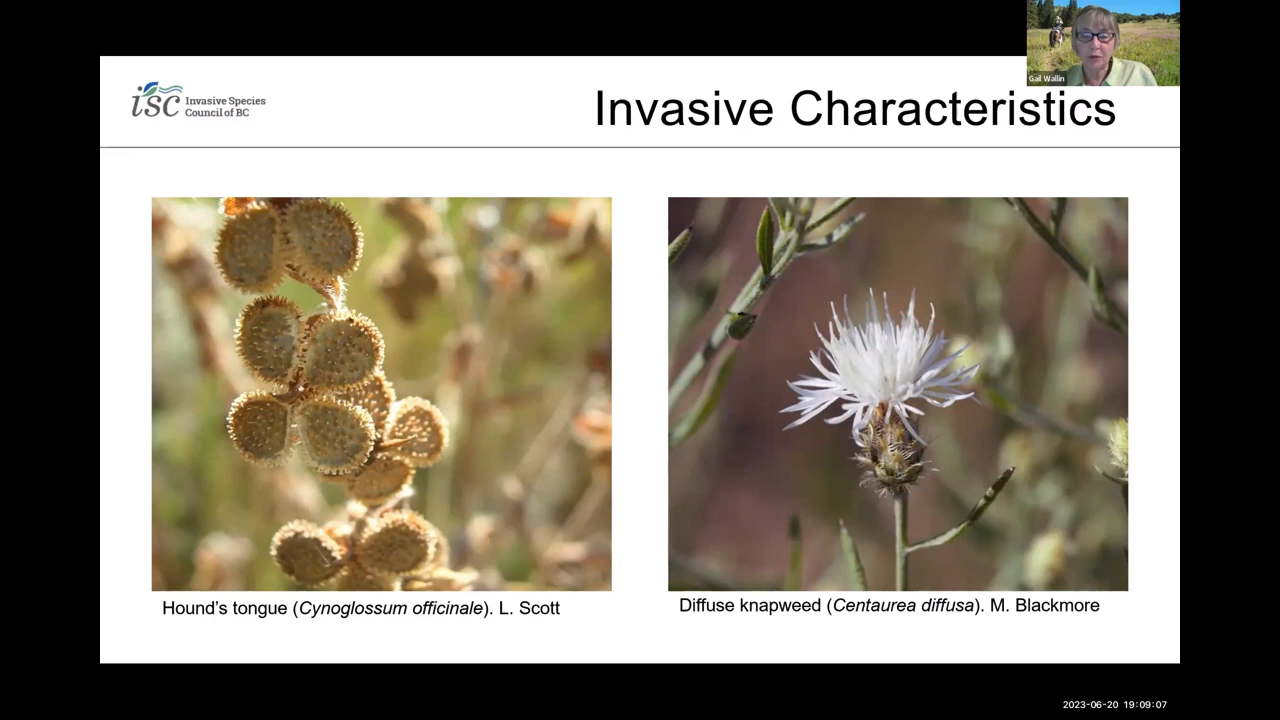 Gail Wallin
isc Invasive Species
Council of BC
Invasive Characteristics
Hound’s tongue (Cynoglossum officinale). L. Scott
Diffuse knapweed (Centaurea diffusa). M. Blackmore
2023-06-20 19:09:07